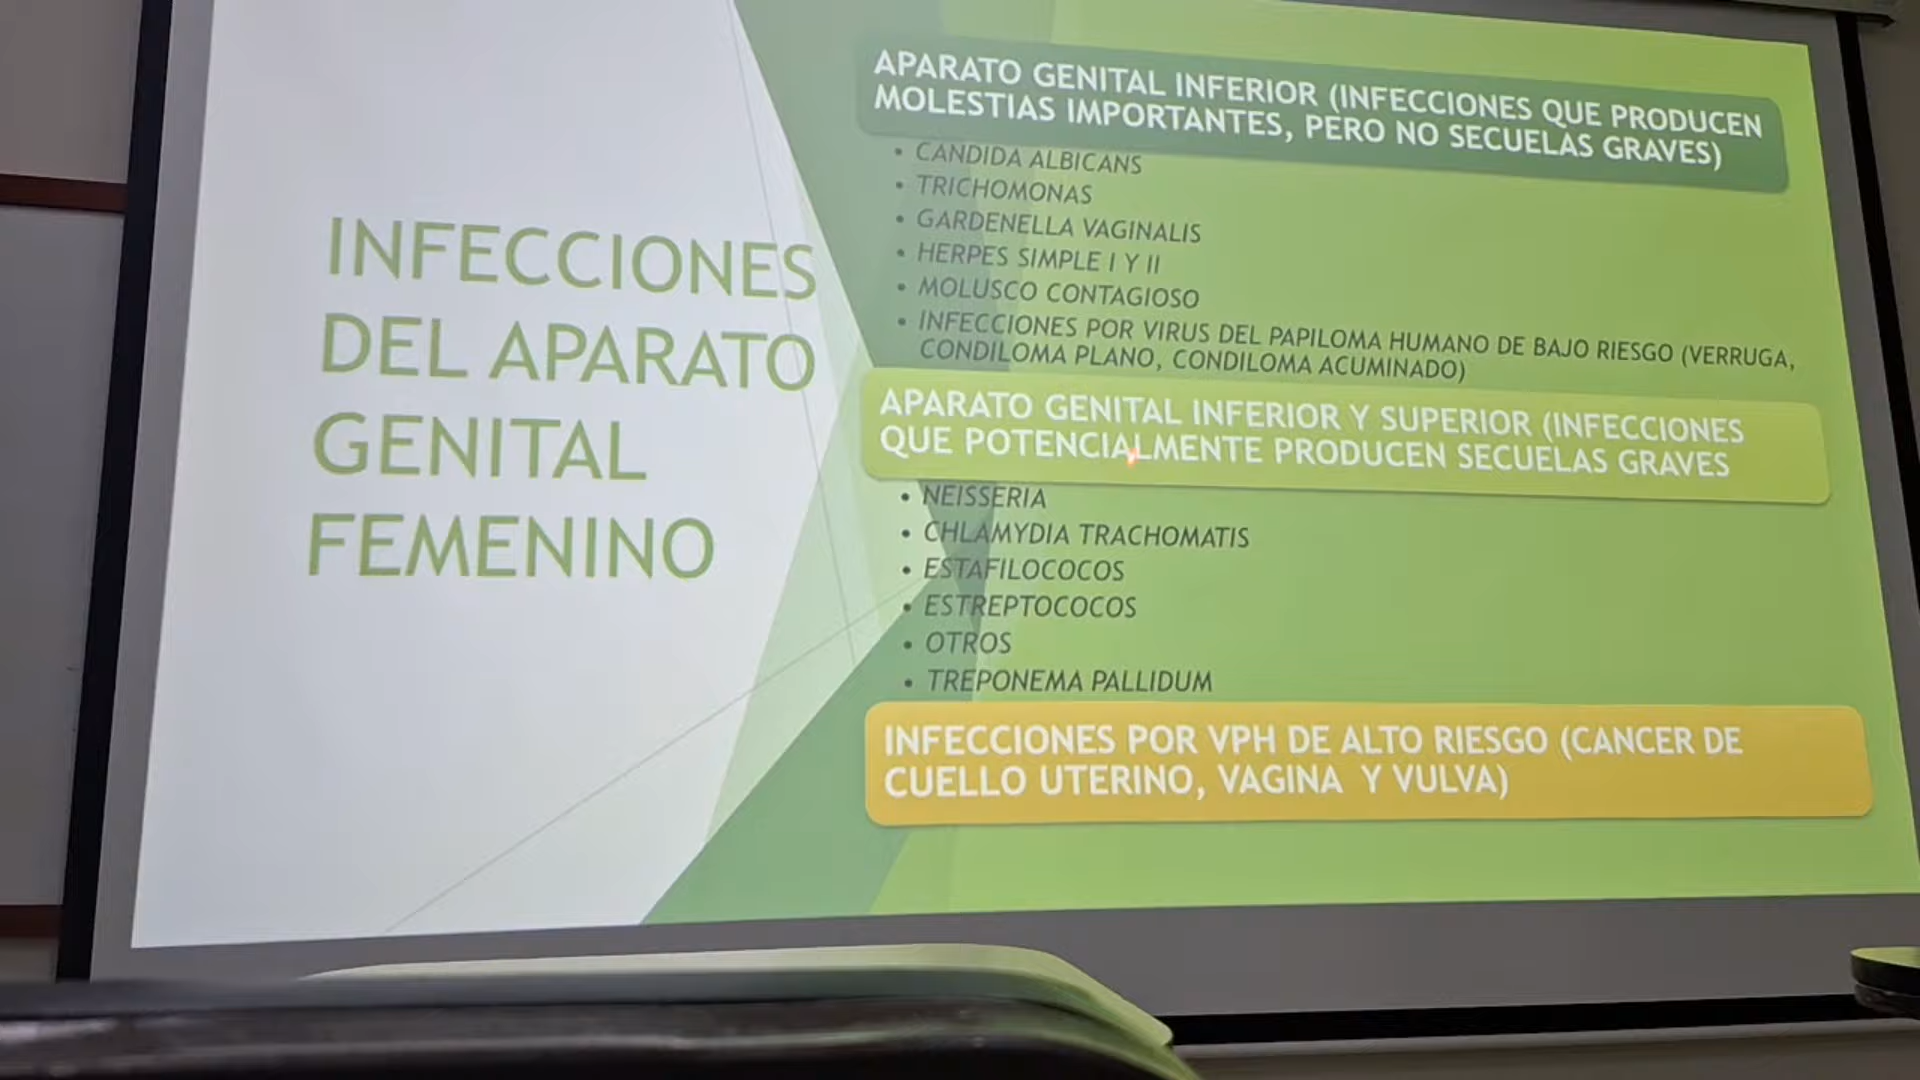 INFECCIONES
DEL APARATO
GENITAL
FEMENINO
APARATO GENITAL INFERIOR (INFECCIONES QUE PRODUCEN
MOLESTIAS IMPORTANTES, PERO NO SECUELAS GRAVES)
• CANDIDA ALBICANS
• TRICHOMONAS
• GARDENELLA VAGINALIS
• HERPES SIMPLE I Y II
• MOLUSCO CONTAGIOSO
• INFECCIONES POR VIRUS DEL PAPILOMA HUMANO DE BAJO RIESGO (VERRUGA,
CONDILOMA PLANO, CONDILOMA ACUMINADO)
APARATO GENITAL INFERIOR Y SUPERIOR (INFECCIONES
QUE POTENCIALMENTE PRODUCEN SECUELAS GRAVES
• NEISSERIA
• CHLAMYDIA TRACHOMATIS
• ESTAFILOCOCOS
• ESTREPTOCOCOS
• OTROS
• TREPONEMA PALLIDUM
INFECCIONES POR VPH DE ALTO RIESGO (CANCER DE
CUELLO UTERINO, VAGINA Y VULVA)